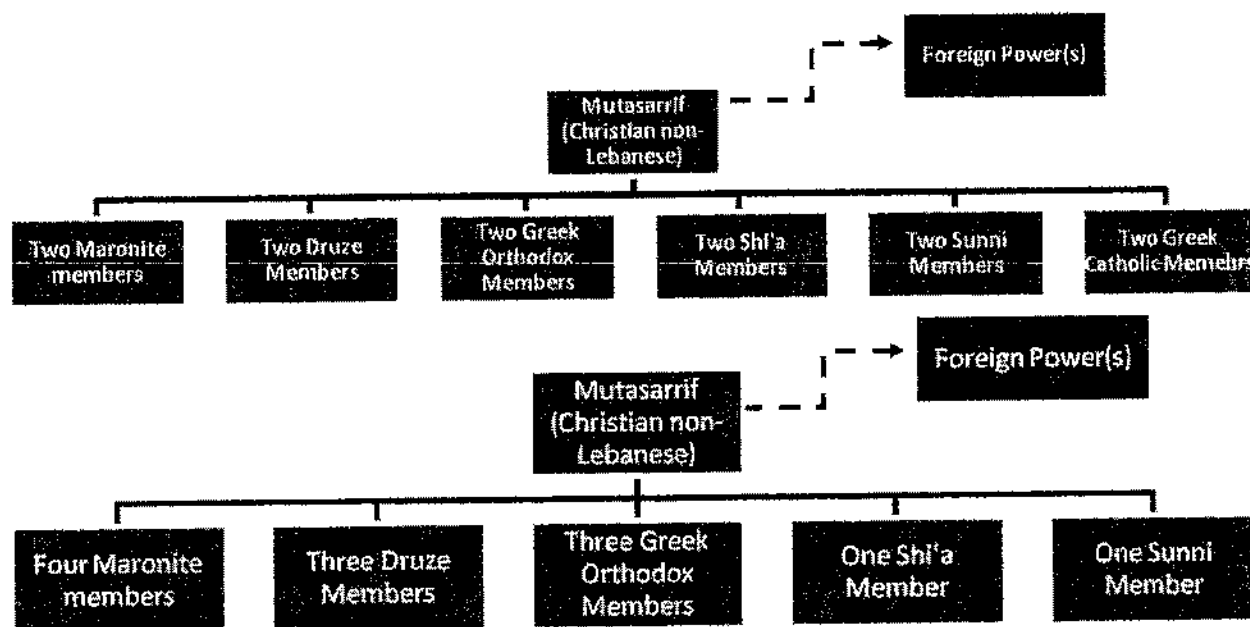 Foreign Power(s)
Mutasarrif
(Christian non-
Lebanese)
Two Maronite
members
Two Druze
Members
Two Greek
Orthodox
Members
Two Shi'a
Members
Two Sunni
Members
Two Greek
Catholic Memebrs
Foreign Power(s)
Mutasarrif
(Christian non-
Lebanese)
Four Maronite
members
Three Druze
Members
Three Greek
Orthodox
Members
One Shi'a
Member
One Sunni
Member